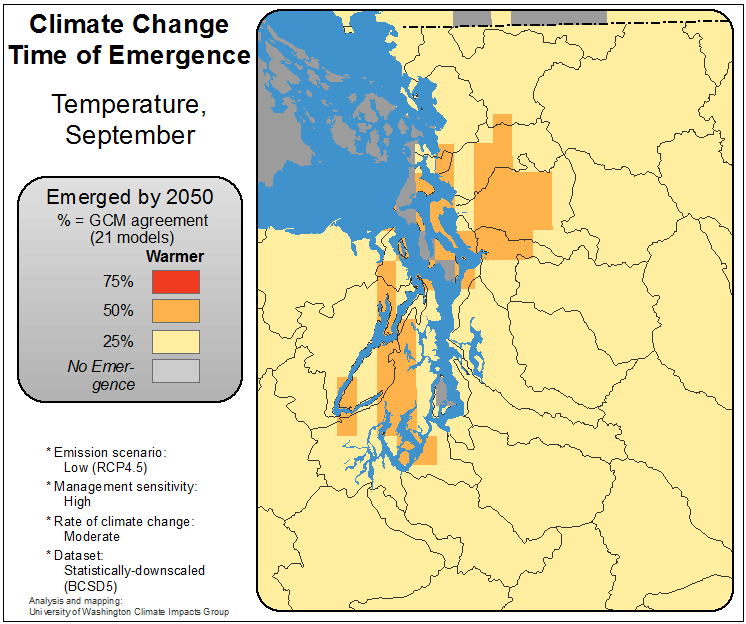 Climate Change
Time of Emergence
Temperature,
September
Emerged by 2050
% = GCM agreement
(21 models)
Warmer
75%
50%
25%
No Emer-
gence
* Emission scenario:
Low (RCP4.5)
* Management sensitivity:
High
* Rate of climate change:
Moderate
* Dataset:
Statistically-downscaled
(BCSD5)
Analysis and mapping:
University of Washington Climate Impacts Group